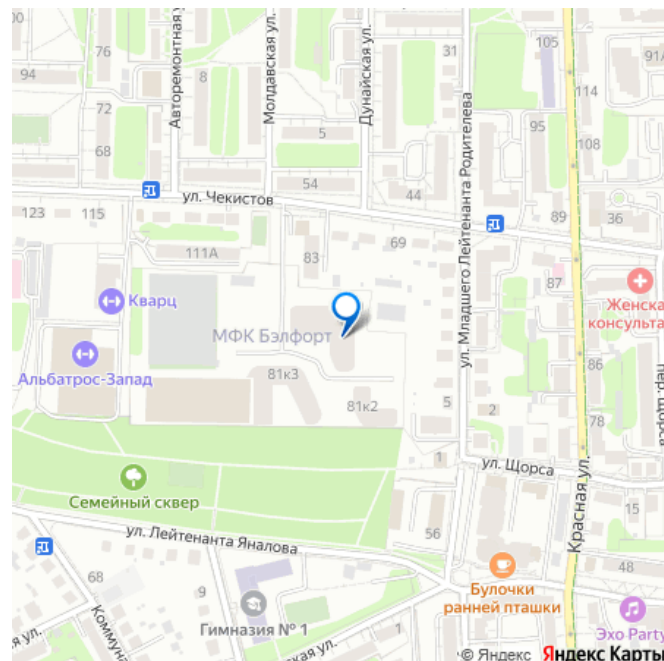 76
94
72
68
8
Авторемонтная ул.
Молдавская ул.
5
Дунайская ул.
31
ул. Младшего Лейтенанта Родителева
105
114
91А
95
108
54
44
ул. Чекистов
123
115
111А
83
69
89
36
87
Женская
консульта
Кварц
МФК Бэлфорт
Альбатрос-Запад
81к3
81к2
5
2
86
78
1
ул. Щорса
Красная ул.
15
Семейный сквер
ул. Лейтенанта Яналова
56
68
9
Гимназия № 1
Булочки
ранней пташки
48
Эхо Party
1
© Яндекс Яндекс Карты